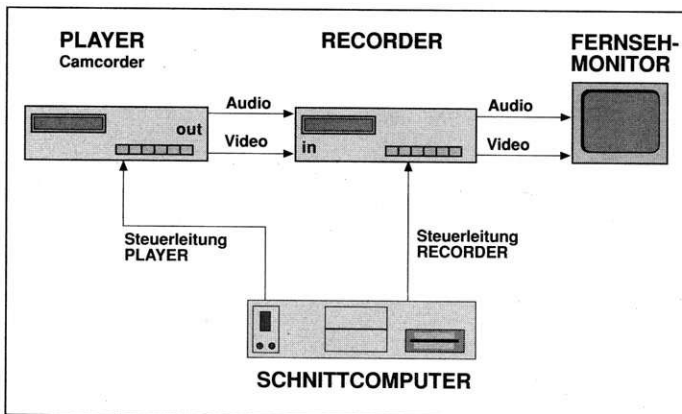 PLAYER
Camcorder
RECORDER
FERNSEH-
MONITOR
Audio
Video
out
in
Audio
Video
Steuerleitung
PLAYER
Steuerleitung
RECORDER
SCHNITTCOMPUTER